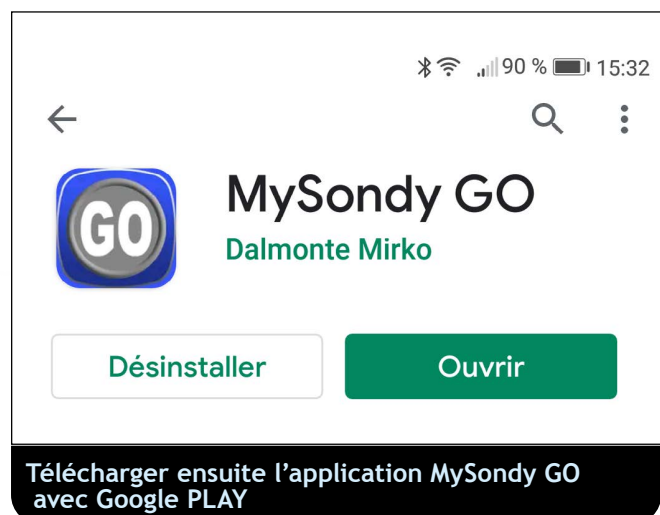 90 % 15:32
MySondy GO
GO
Dalmonte Mirko
Désinstaller
Ouvrir
Télécharger ensuite l’application MySondy GO
avec Google PLAY